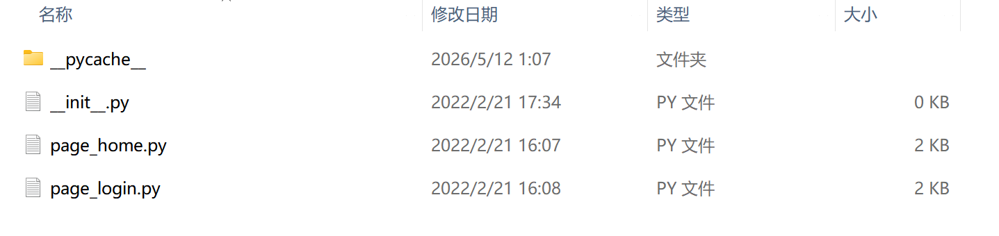 名称 修改日期 类型 大小
__pycache__ 2026/5/12 1:07 文件夹
__init__.py 2022/2/21 17:34 PY 文件 0 KB
page_home.py 2022/2/21 16:07 PY 文件 2 KB
page_login.py 2022/2/21 16:08 PY 文件 2 KB